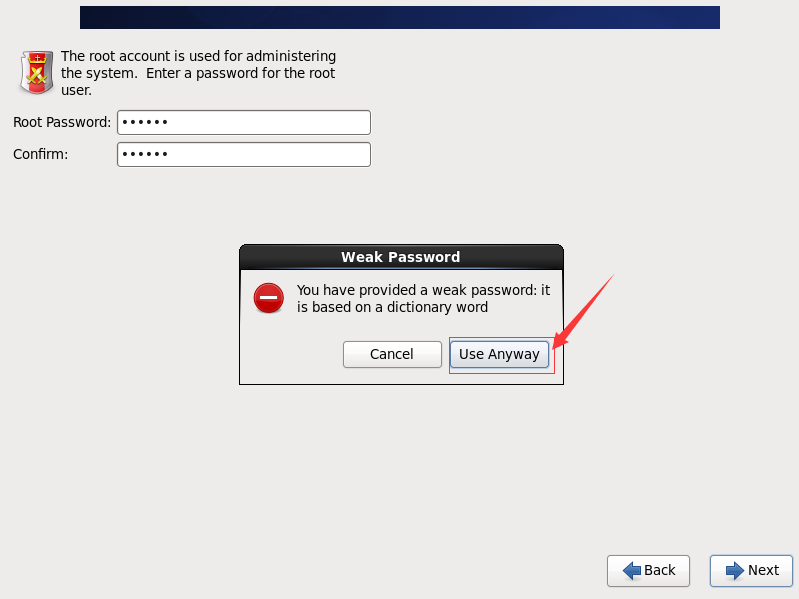 The root account is used for administering
the system.  Enter a password for the root
user.
Root Password: ••••••
Confirm: ••••••
Weak Password
You have provided a weak password: it
is based on a dictionary word
Cancel Use Anyway
Back Next